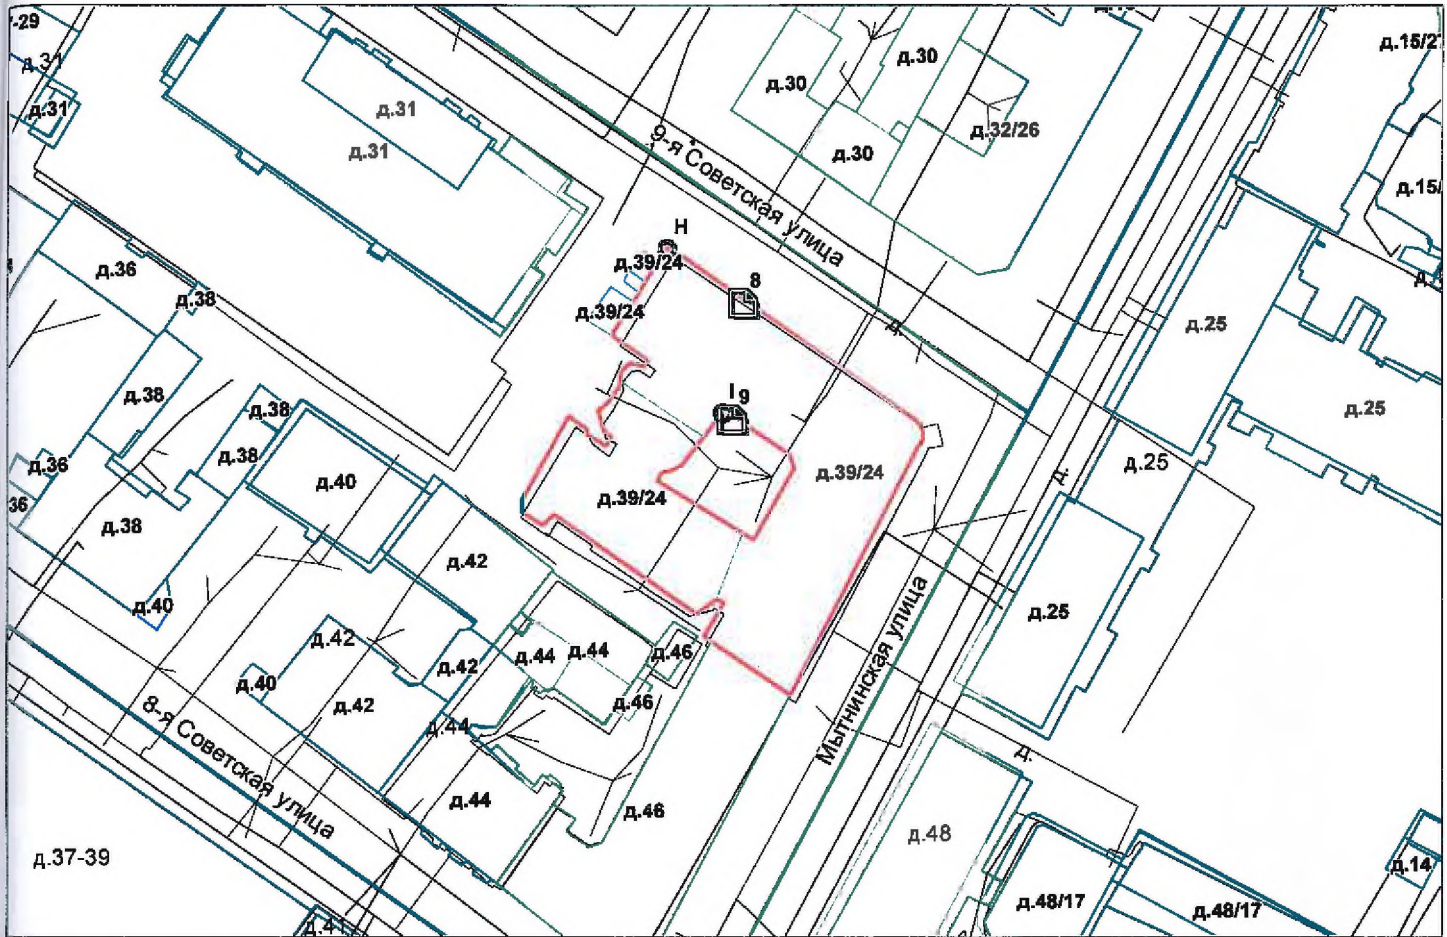 -29
д.31
д.31
д.31
д.31
д.30
д.30
д.30
д.32/26
д.15/2
д.15/
9-я Советская улица
Н
д.39/24
8
д.39/24
д.36
д.38
д.
д.25
д.
д.25
д.38
д.38
I 9
д.36
д.38
д.40
д.39/24
д.39/24
д.25
д.
36
д.38
д.42
д.40
д.42
д.42
д.44
д.44
д.46
д.25
Мытнинская улица
д.40
д.42
д.46
д.44
8-я Советская улица
д.
д.44
д.46
д.48
д.37-39
д.14
д.48/17
д.48/17
д.4